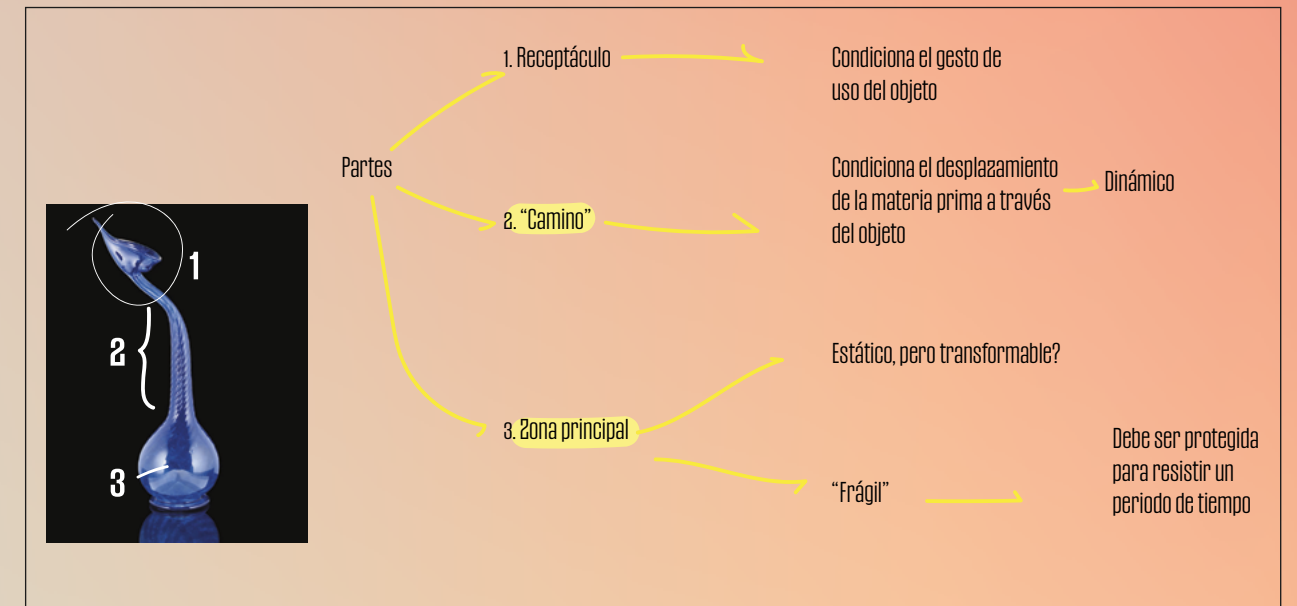 1. Receptáculo
Condiciona el gesto de
uso del objeto
Partes
2. “Camino”
Condiciona el desplazamiento
de la materia prima a través
del objeto
Dinámico
1
2
3
Estático, pero transformable?
3. Zona principal
“Frágil”
Debe ser protegida
para resistir un
periodo de tiempo